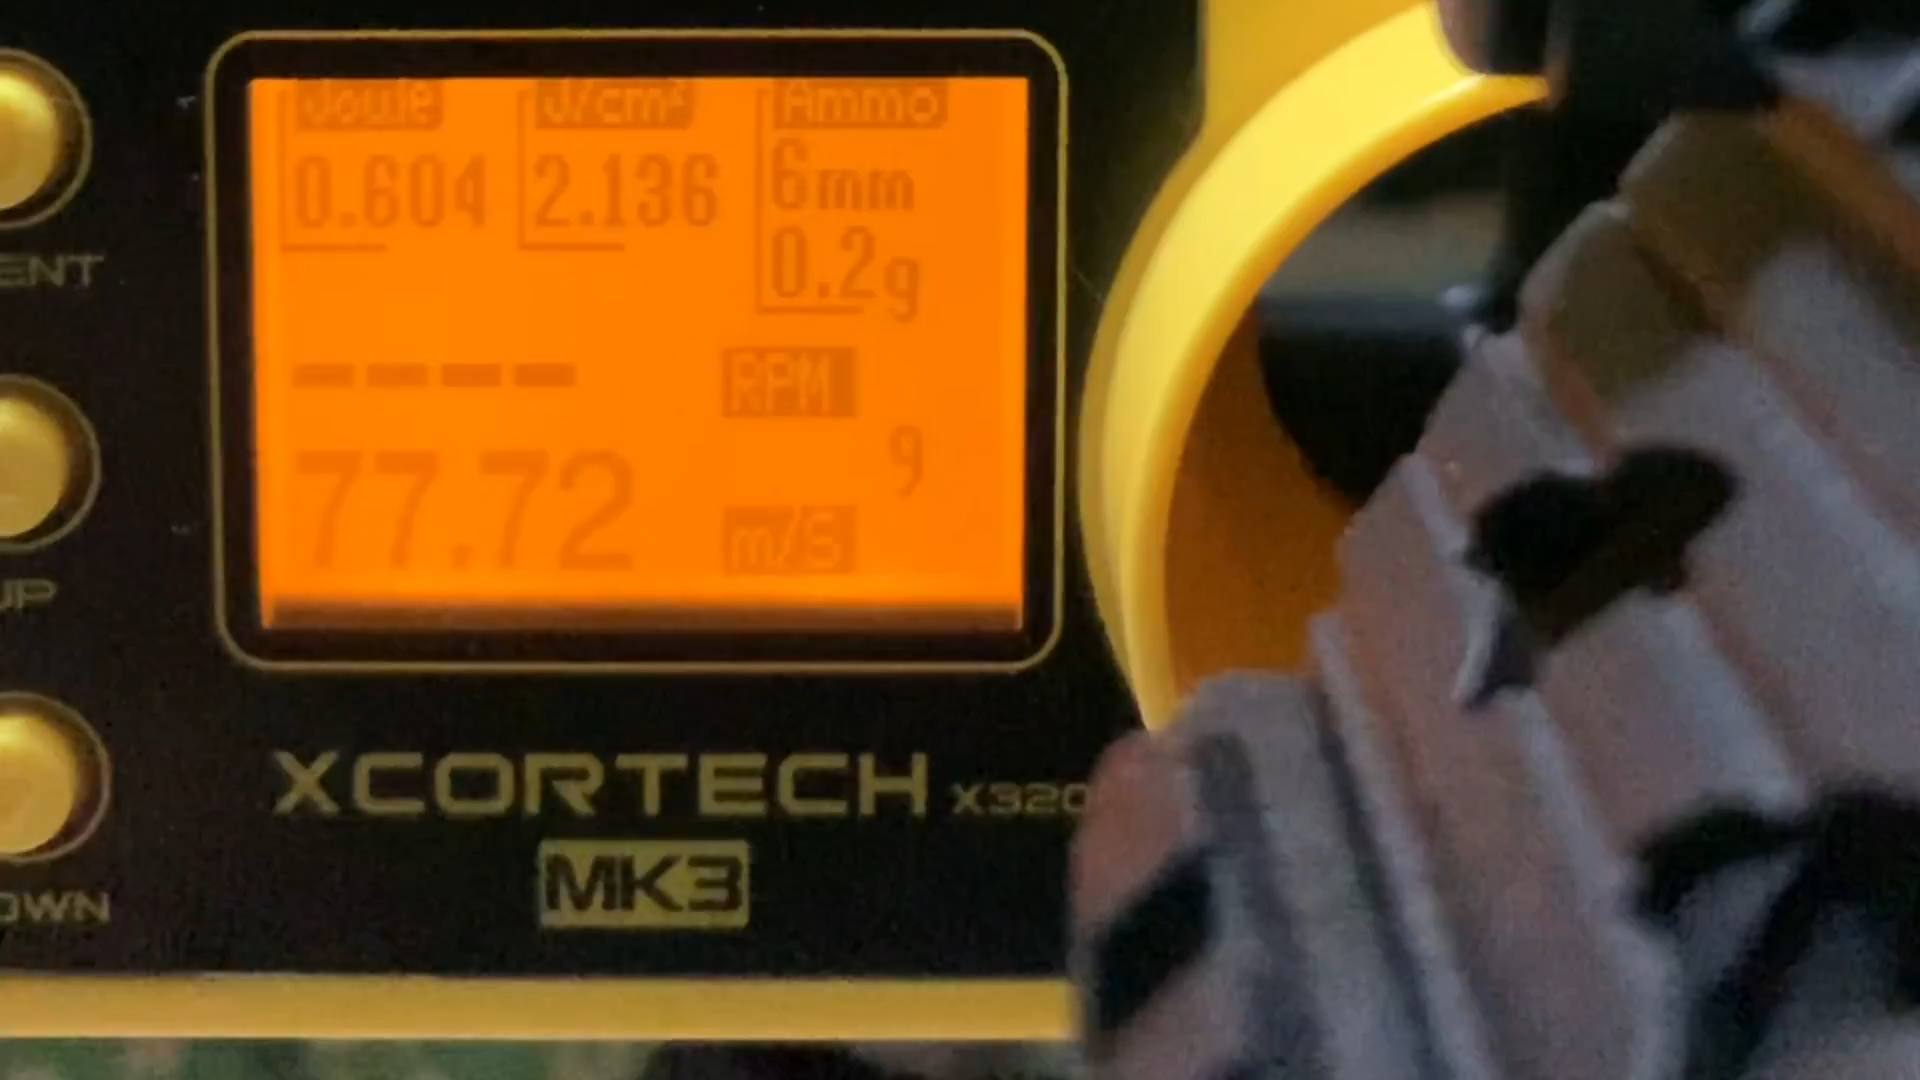 Joule J/cm² Ammo
0.604 2.136 6mm
0.2g
---- RPM
9
77.72 m/S
ENT
UP
OWN
XCORTECH X320
MK3